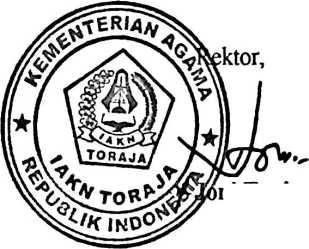 KEMENTERIAN AGAMA
Rektor,
IAKN
TORAJA
IAKN TORAJA
REPUBLIK INDONESIA